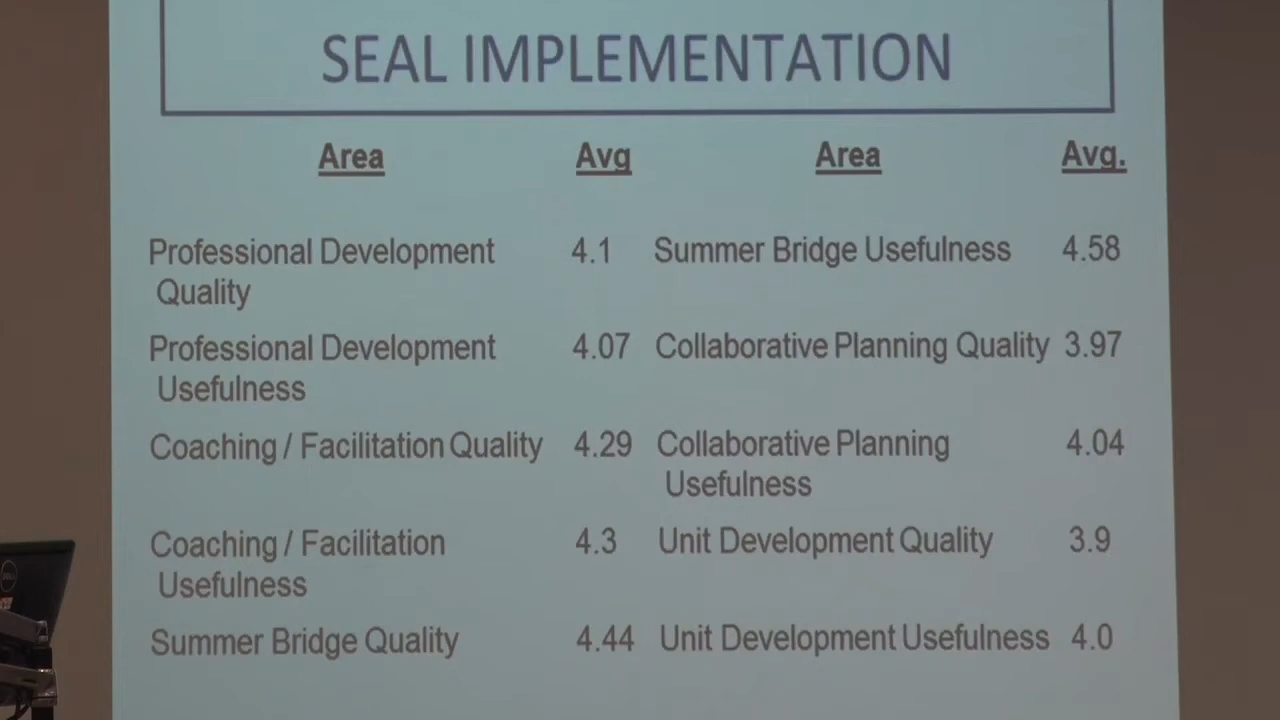 SEAL IMPLEMENTATION
Area Avg Area Avg.
Professional Development 4.1 Summer Bridge Usefulness 4.58
Quality
Professional Development 4.07 Collaborative Planning Quality 3.97
Usefulness
Coaching / Facilitation Quality 4.29 Collaborative Planning 4.04
Usefulness
Coaching / Facilitation 4.3 Unit Development Quality 3.9
Usefulness
Summer Bridge Quality 4.44 Unit Development Usefulness 4.0
DELL